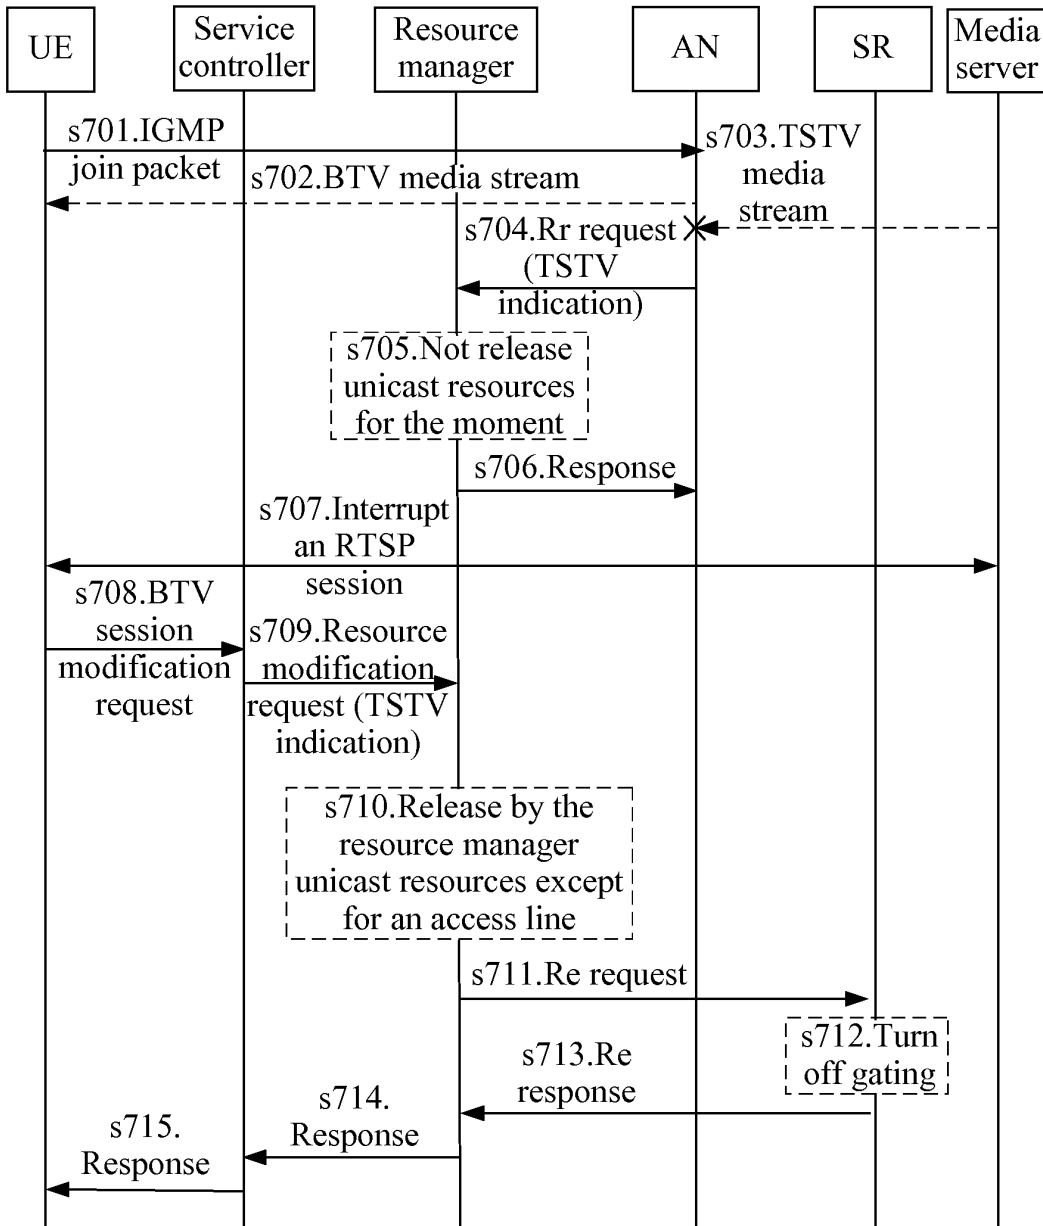 UE
Service
controller
Resource
manager
AN
SR
Media
server
s701.IGMP
join packet
s702.BTV media stream
s703.TSTV
media
stream
s704.Rr request
(TSTV
indication)
s705.Not release
unicast resources
for the moment
s706.Response
s707.Interrupt
an RTSP
session
s708.BTV
session
modification
request
s709.Resource
modification
request (TSTV
indication)
s710.Release by the
resource manager
unicast resources except
for an access line
s711.Re request
s712.Turn
off gating
s713.Re
response
s714.
Response
s715.
Response